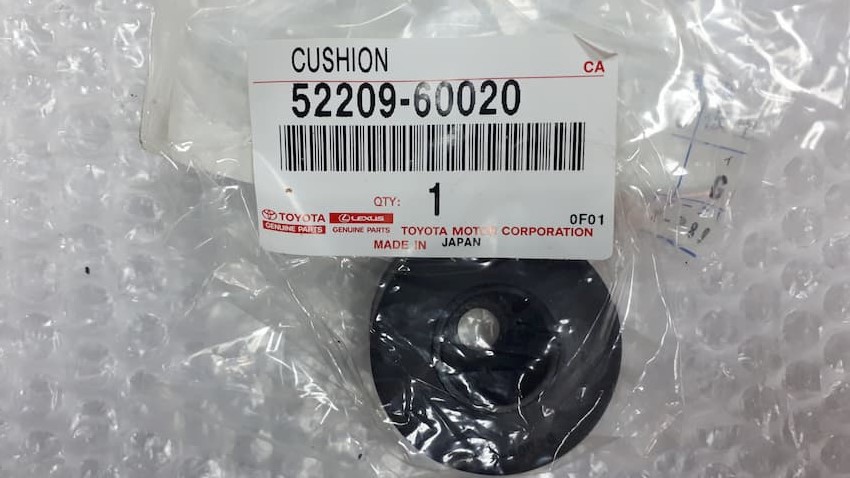 CUSHION
CA
52209-60020
QTY: 1
TOYOTA LEXUS 0F01
GENUINE PARTS GENUINE PARTS TOYOTA MOTOR CORPORATION
MADE IN JAPAN